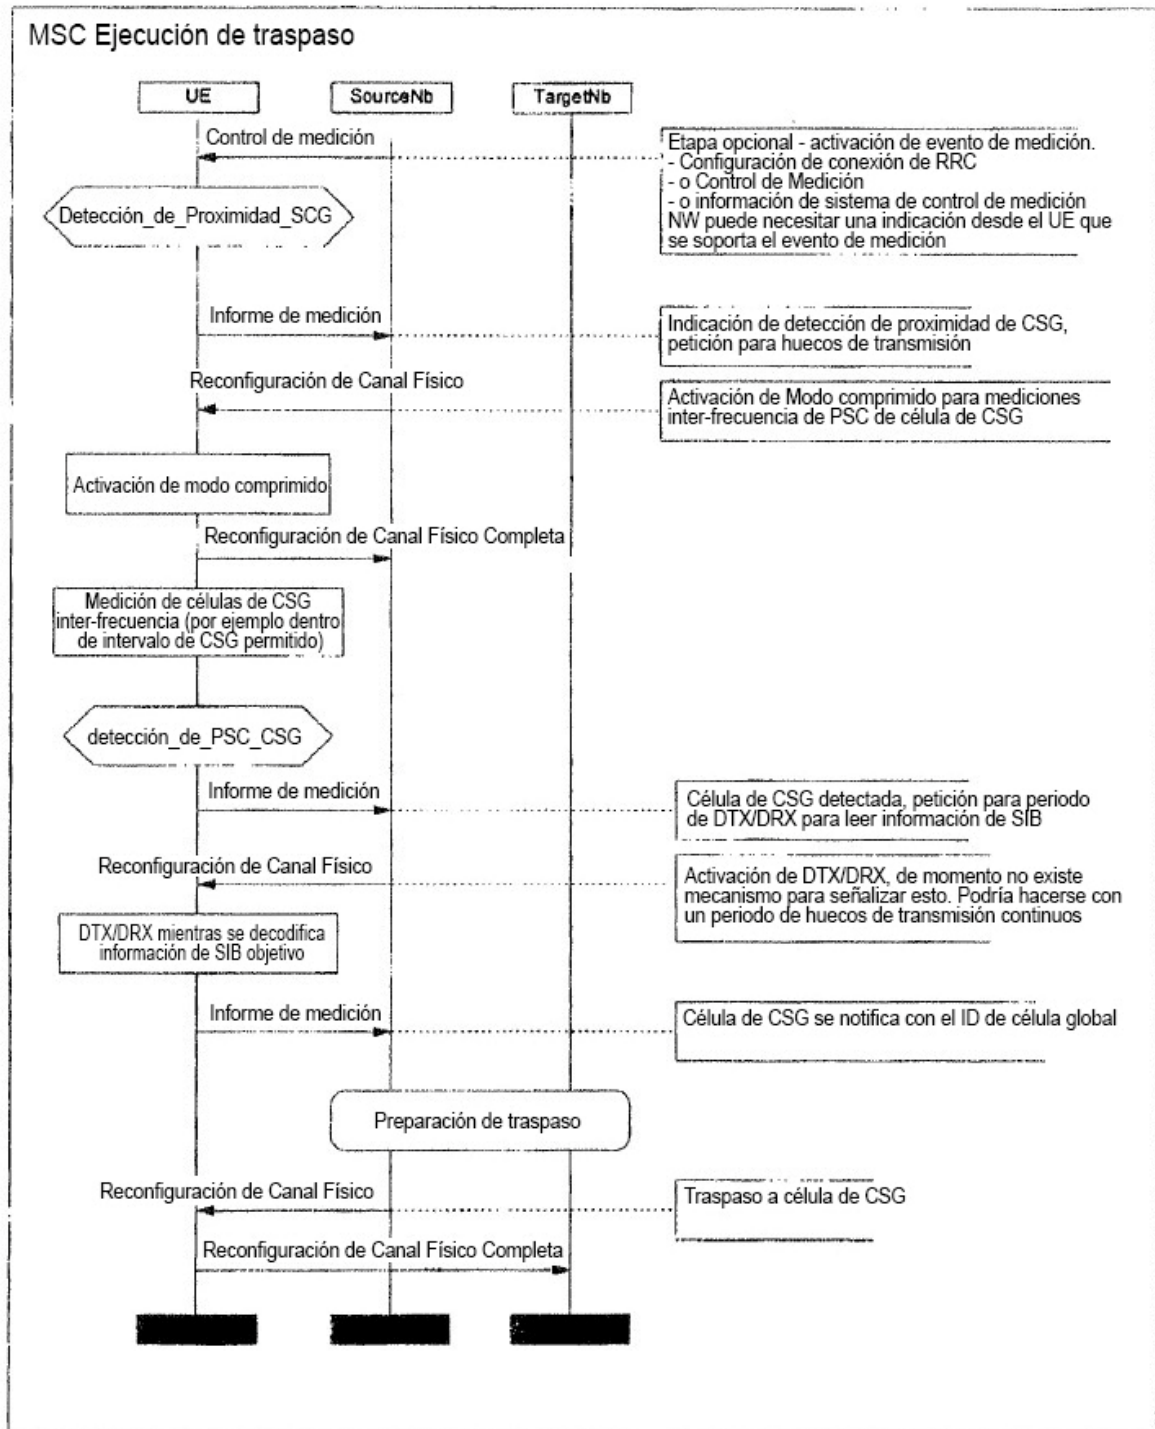 MSC Ejecución de traspaso
UE
SourceNb
TargetNb
Control de medición
Etapa opcional - activación de evento de medición.
- Configuración de conexión de RRC
- o Control de Medición
- o información de sistema de control de medición
NW puede necesitar una indicación desde el UE que
se soporta el evento de medición
Detección_de_Proximidad_SCG
Informe de medición
Indicación de detección de proximidad de CSG,
petición para huecos de transmisión
Reconfiguración de Canal Físico
Activación de Modo comprimido para mediciones
inter-frecuencia de PSC de célula de CSG
Activación de modo comprimido
Reconfiguración de Canal Físico Completa
Medición de células de CSG
inter-frecuencia (por ejemplo dentro
de intervalo de CSG permitido)
detección_de_PSC_CSG
Informe de medición
Célula de CSG detectada, petición para periodo
de DTX/DRX para leer información de SIB
Reconfiguración de Canal Físico
Activación de DTX/DRX, de momento no existe
mecanismo para señalizar esto. Podría hacerse con
un periodo de huecos de transmisión continuos
DTX/DRX mientras se decodifica
información de SIB objetivo
Informe de medición
Célula de CSG se notifica con el ID de célula global
Preparación de traspaso
Reconfiguración de Canal Físico
Traspaso a célula de CSG
Reconfiguración de Canal Físico Completa